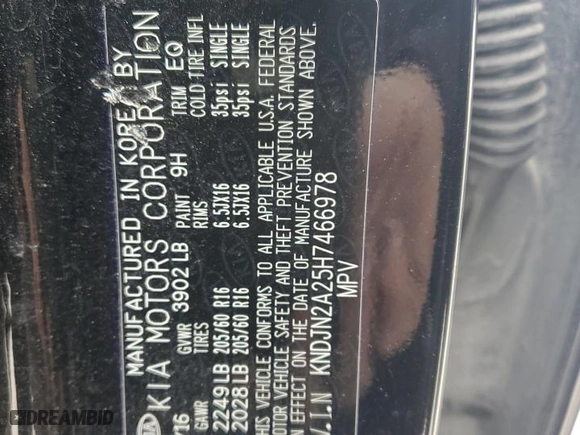 MANUFACTURED IN KOREA BY
KIA MOTORS CORPORATION
/16 GVWR 3902 LB PAINT 9H TRIM EQ
GAWR TIRES RIMS COLD TIRE INFL
2249LB 205/60 R16 6.5JX16 35psi SINGLE
2028LB 205/60 R16 6.5JX16 35psi SINGLE
THIS VEHICLE CONFORMS TO ALL APPLICABLE U.S.A. FEDERAL
MOTOR VEHICLE SAFETY AND THEFT PREVENTION STANDARDS
IN EFFECT ON THE DATE OF MANUFACTURE SHOWN ABOVE.
V.I.N KNDJN2A25H7466978
MPV
DREAMBID